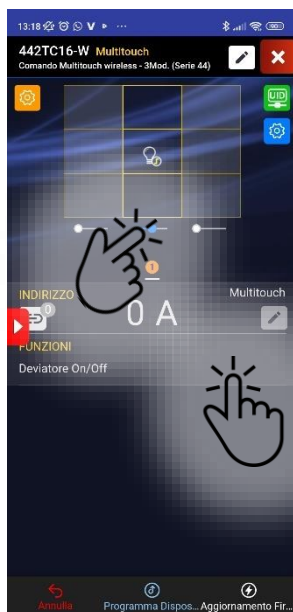 13:18
442TC16-W Multitouch
Comando Multitouch wireless - 3Mod. (Serie 44)
UID
1
INDIRIZZO
Multitouch
0
0 A
FUNZIONI
Deviatore On/Off
Annulla
Programma Dispos...
Aggiornamento Fir...